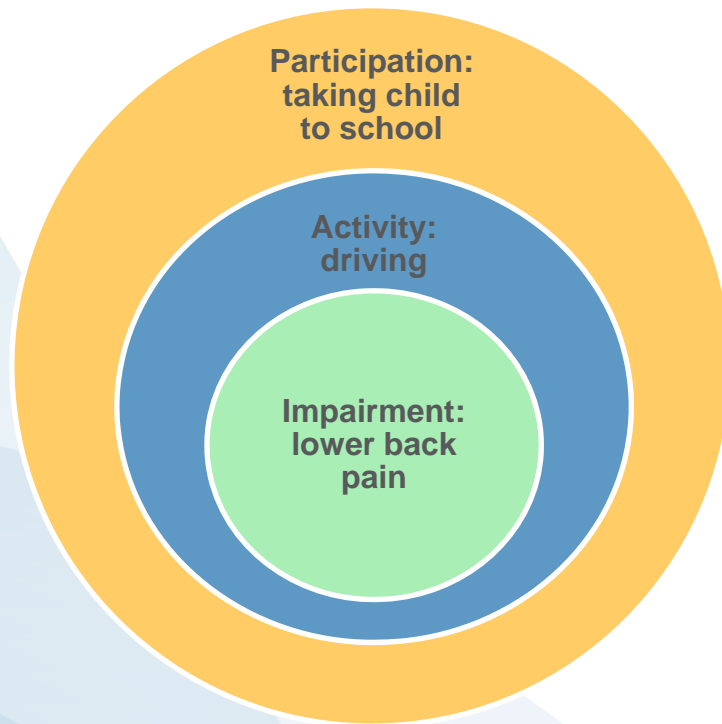 Participation:
taking child
to school
Activity:
driving
Impairment:
lower back
pain